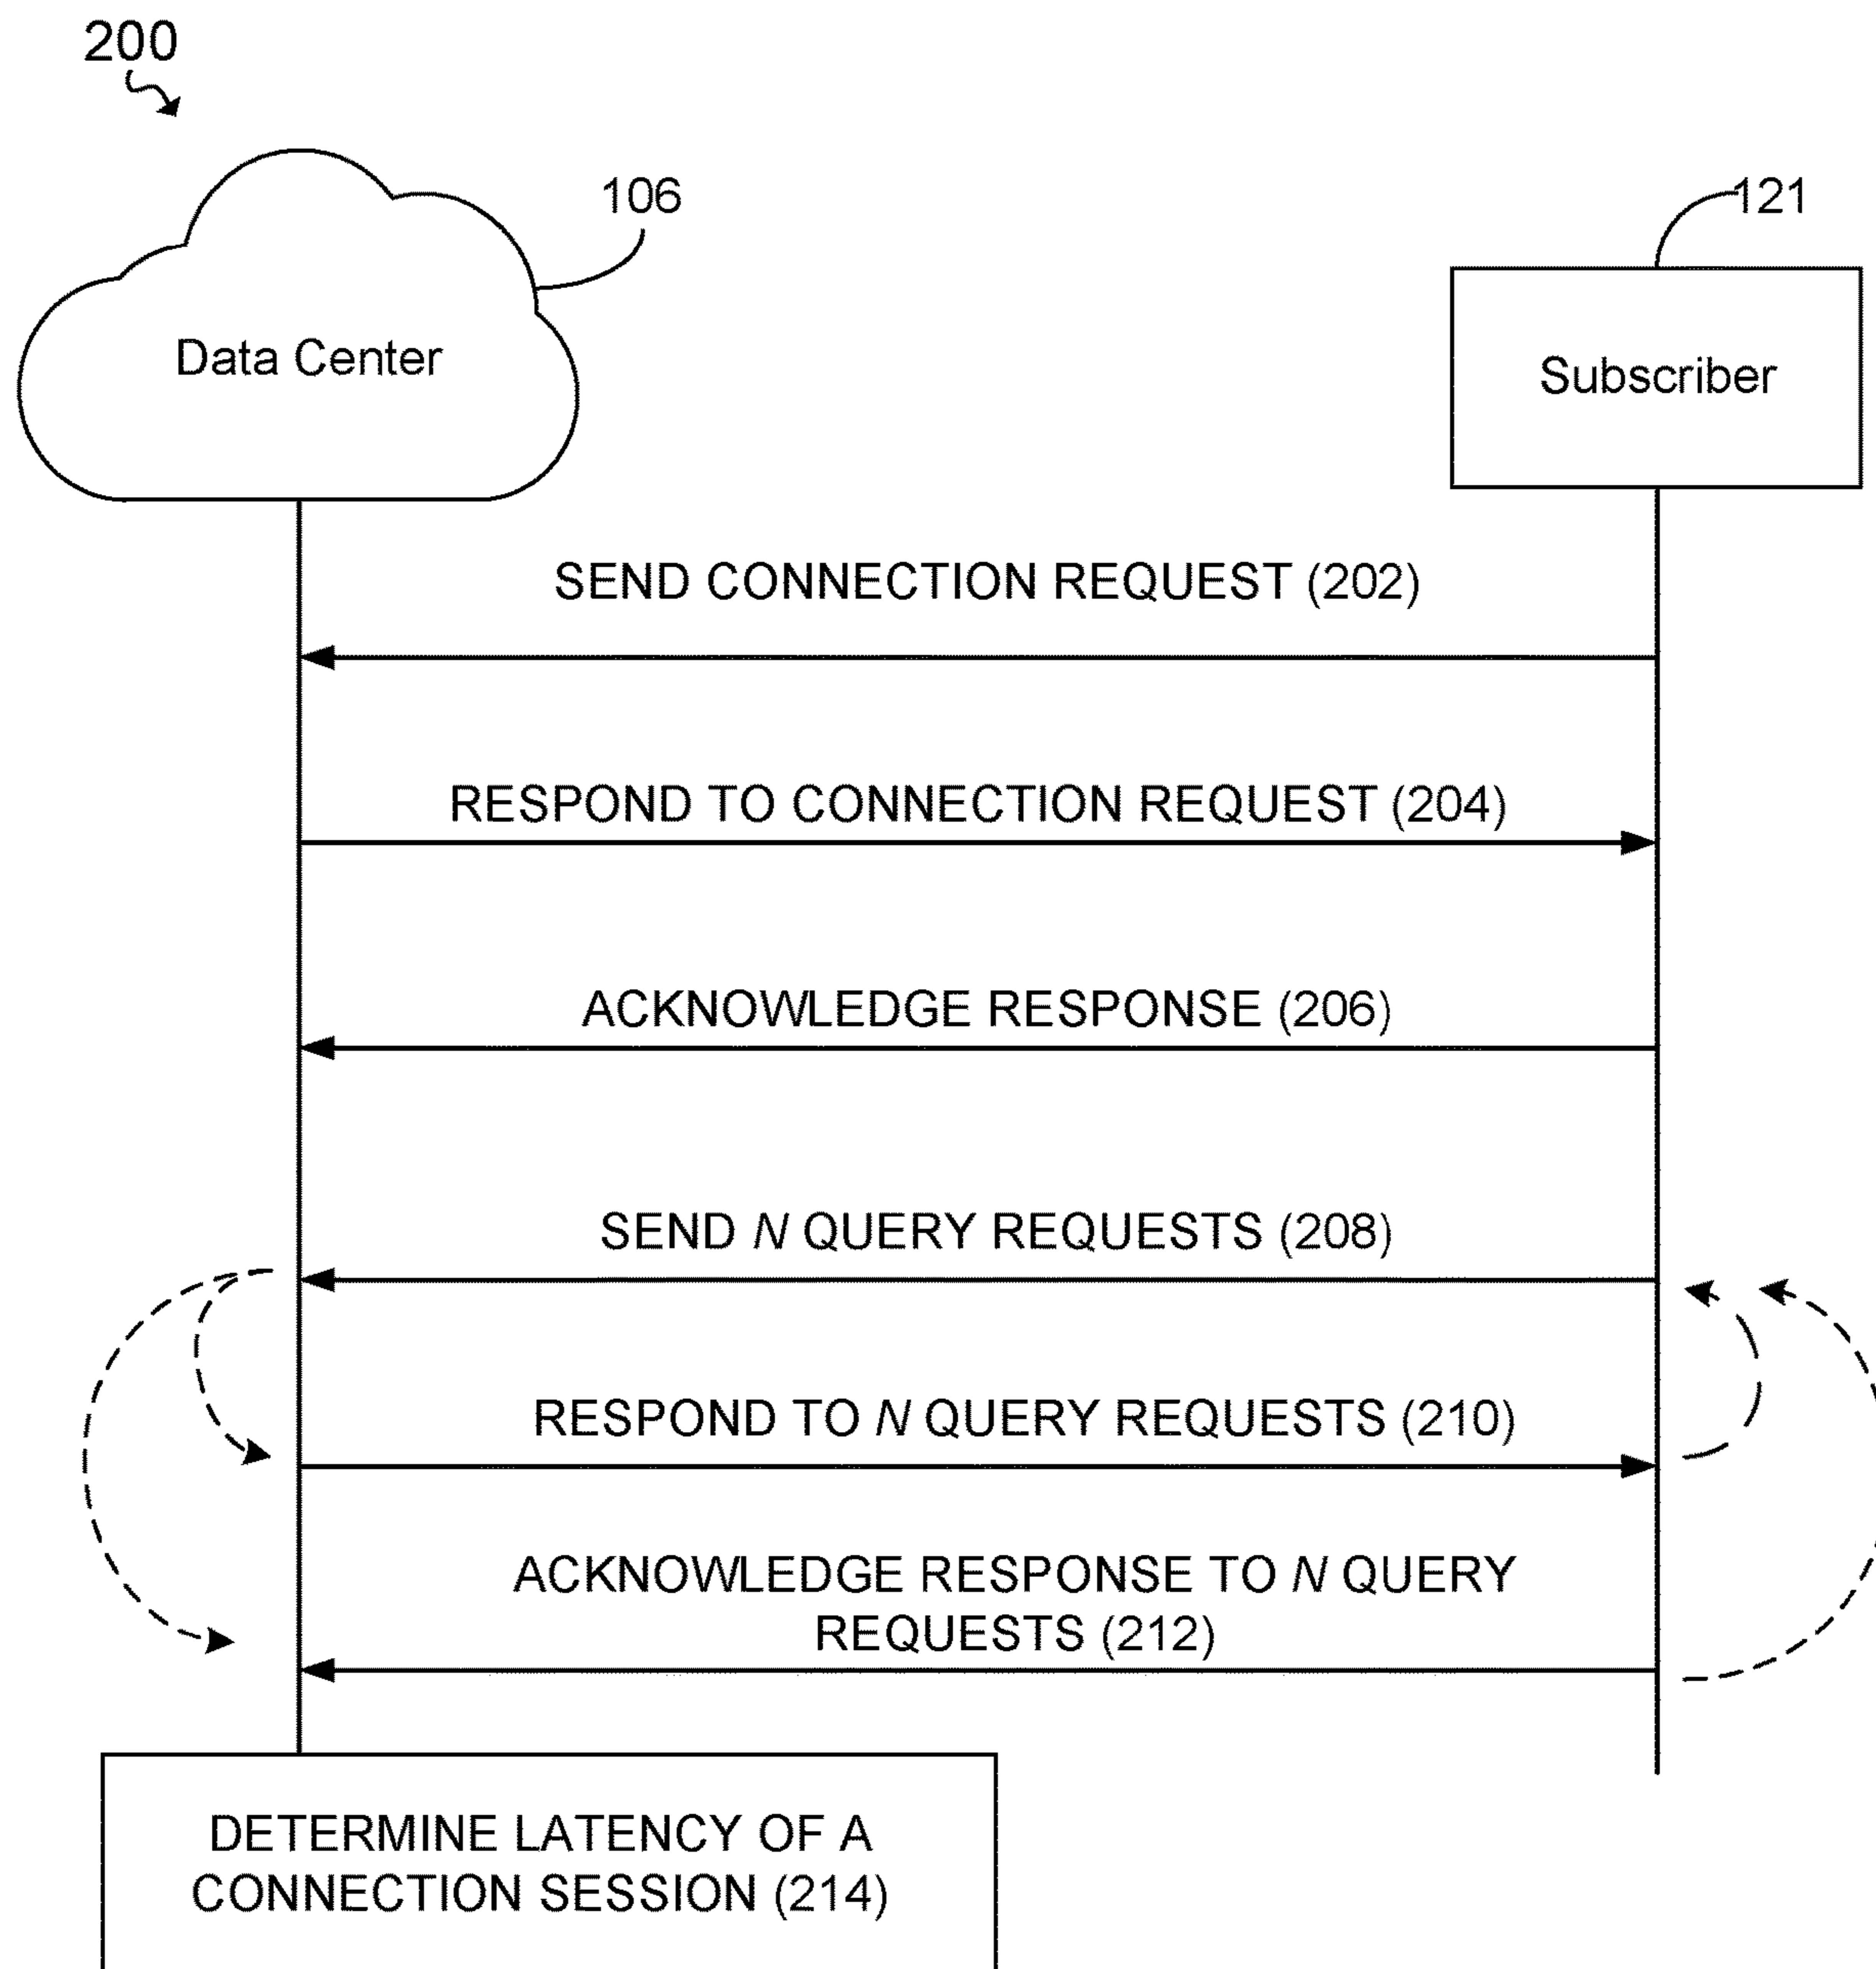 200
106
121
Data Center
Subscriber
SEND CONNECTION REQUEST (202)
RESPOND TO CONNECTION REQUEST (204)
ACKNOWLEDGE RESPONSE (206)
SEND N QUERY REQUESTS (208)
RESPOND TO N QUERY REQUESTS (210)
ACKNOWLEDGE RESPONSE TO N QUERY
REQUESTS (212)
DETERMINE LATENCY OF A
CONNECTION SESSION (214)